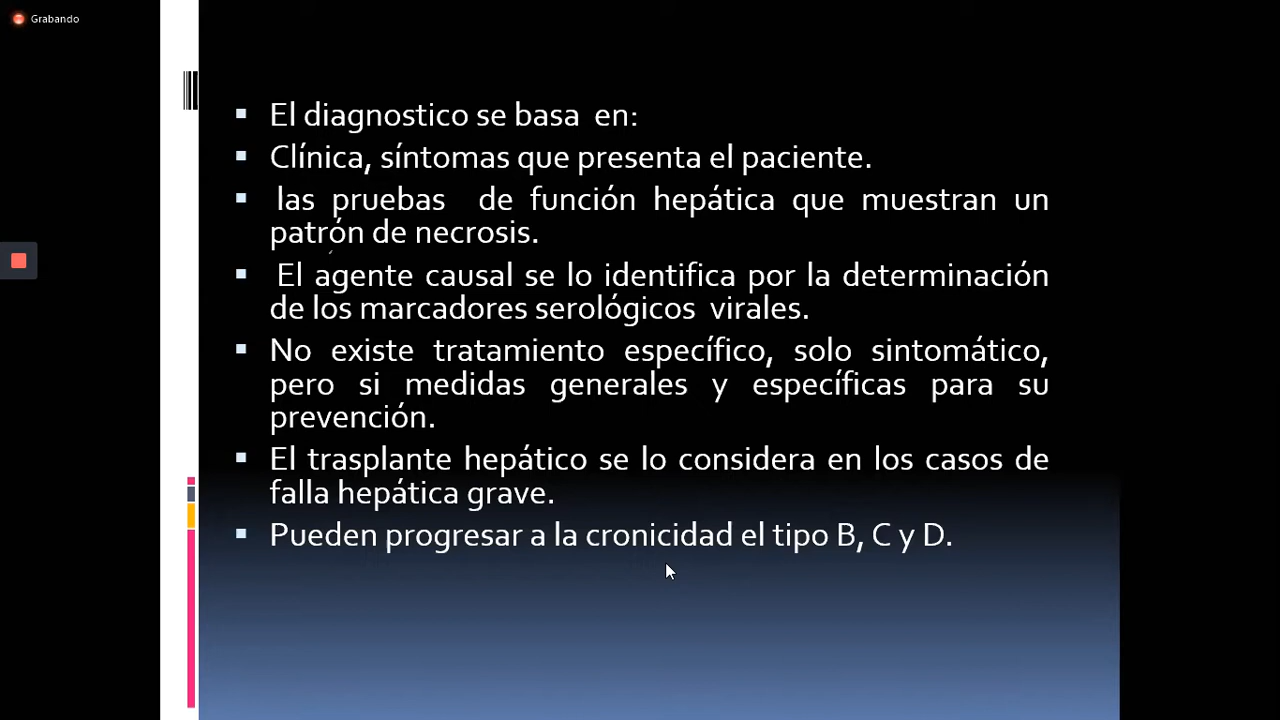 Grabando
El diagnostico se basa en:
Clínica, síntomas que presenta el paciente.
las pruebas de función hepática que muestran un
patrón de necrosis.
El agente causal se lo identifica por la determinación
de los marcadores serológicos virales.
No existe tratamiento específico, solo sintomático,
pero si medidas generales y específicas para su
prevención.
El trasplante hepático se lo considera en los casos de
falla hepática grave.
Pueden progresar a la cronicidad el tipo B, C y D.